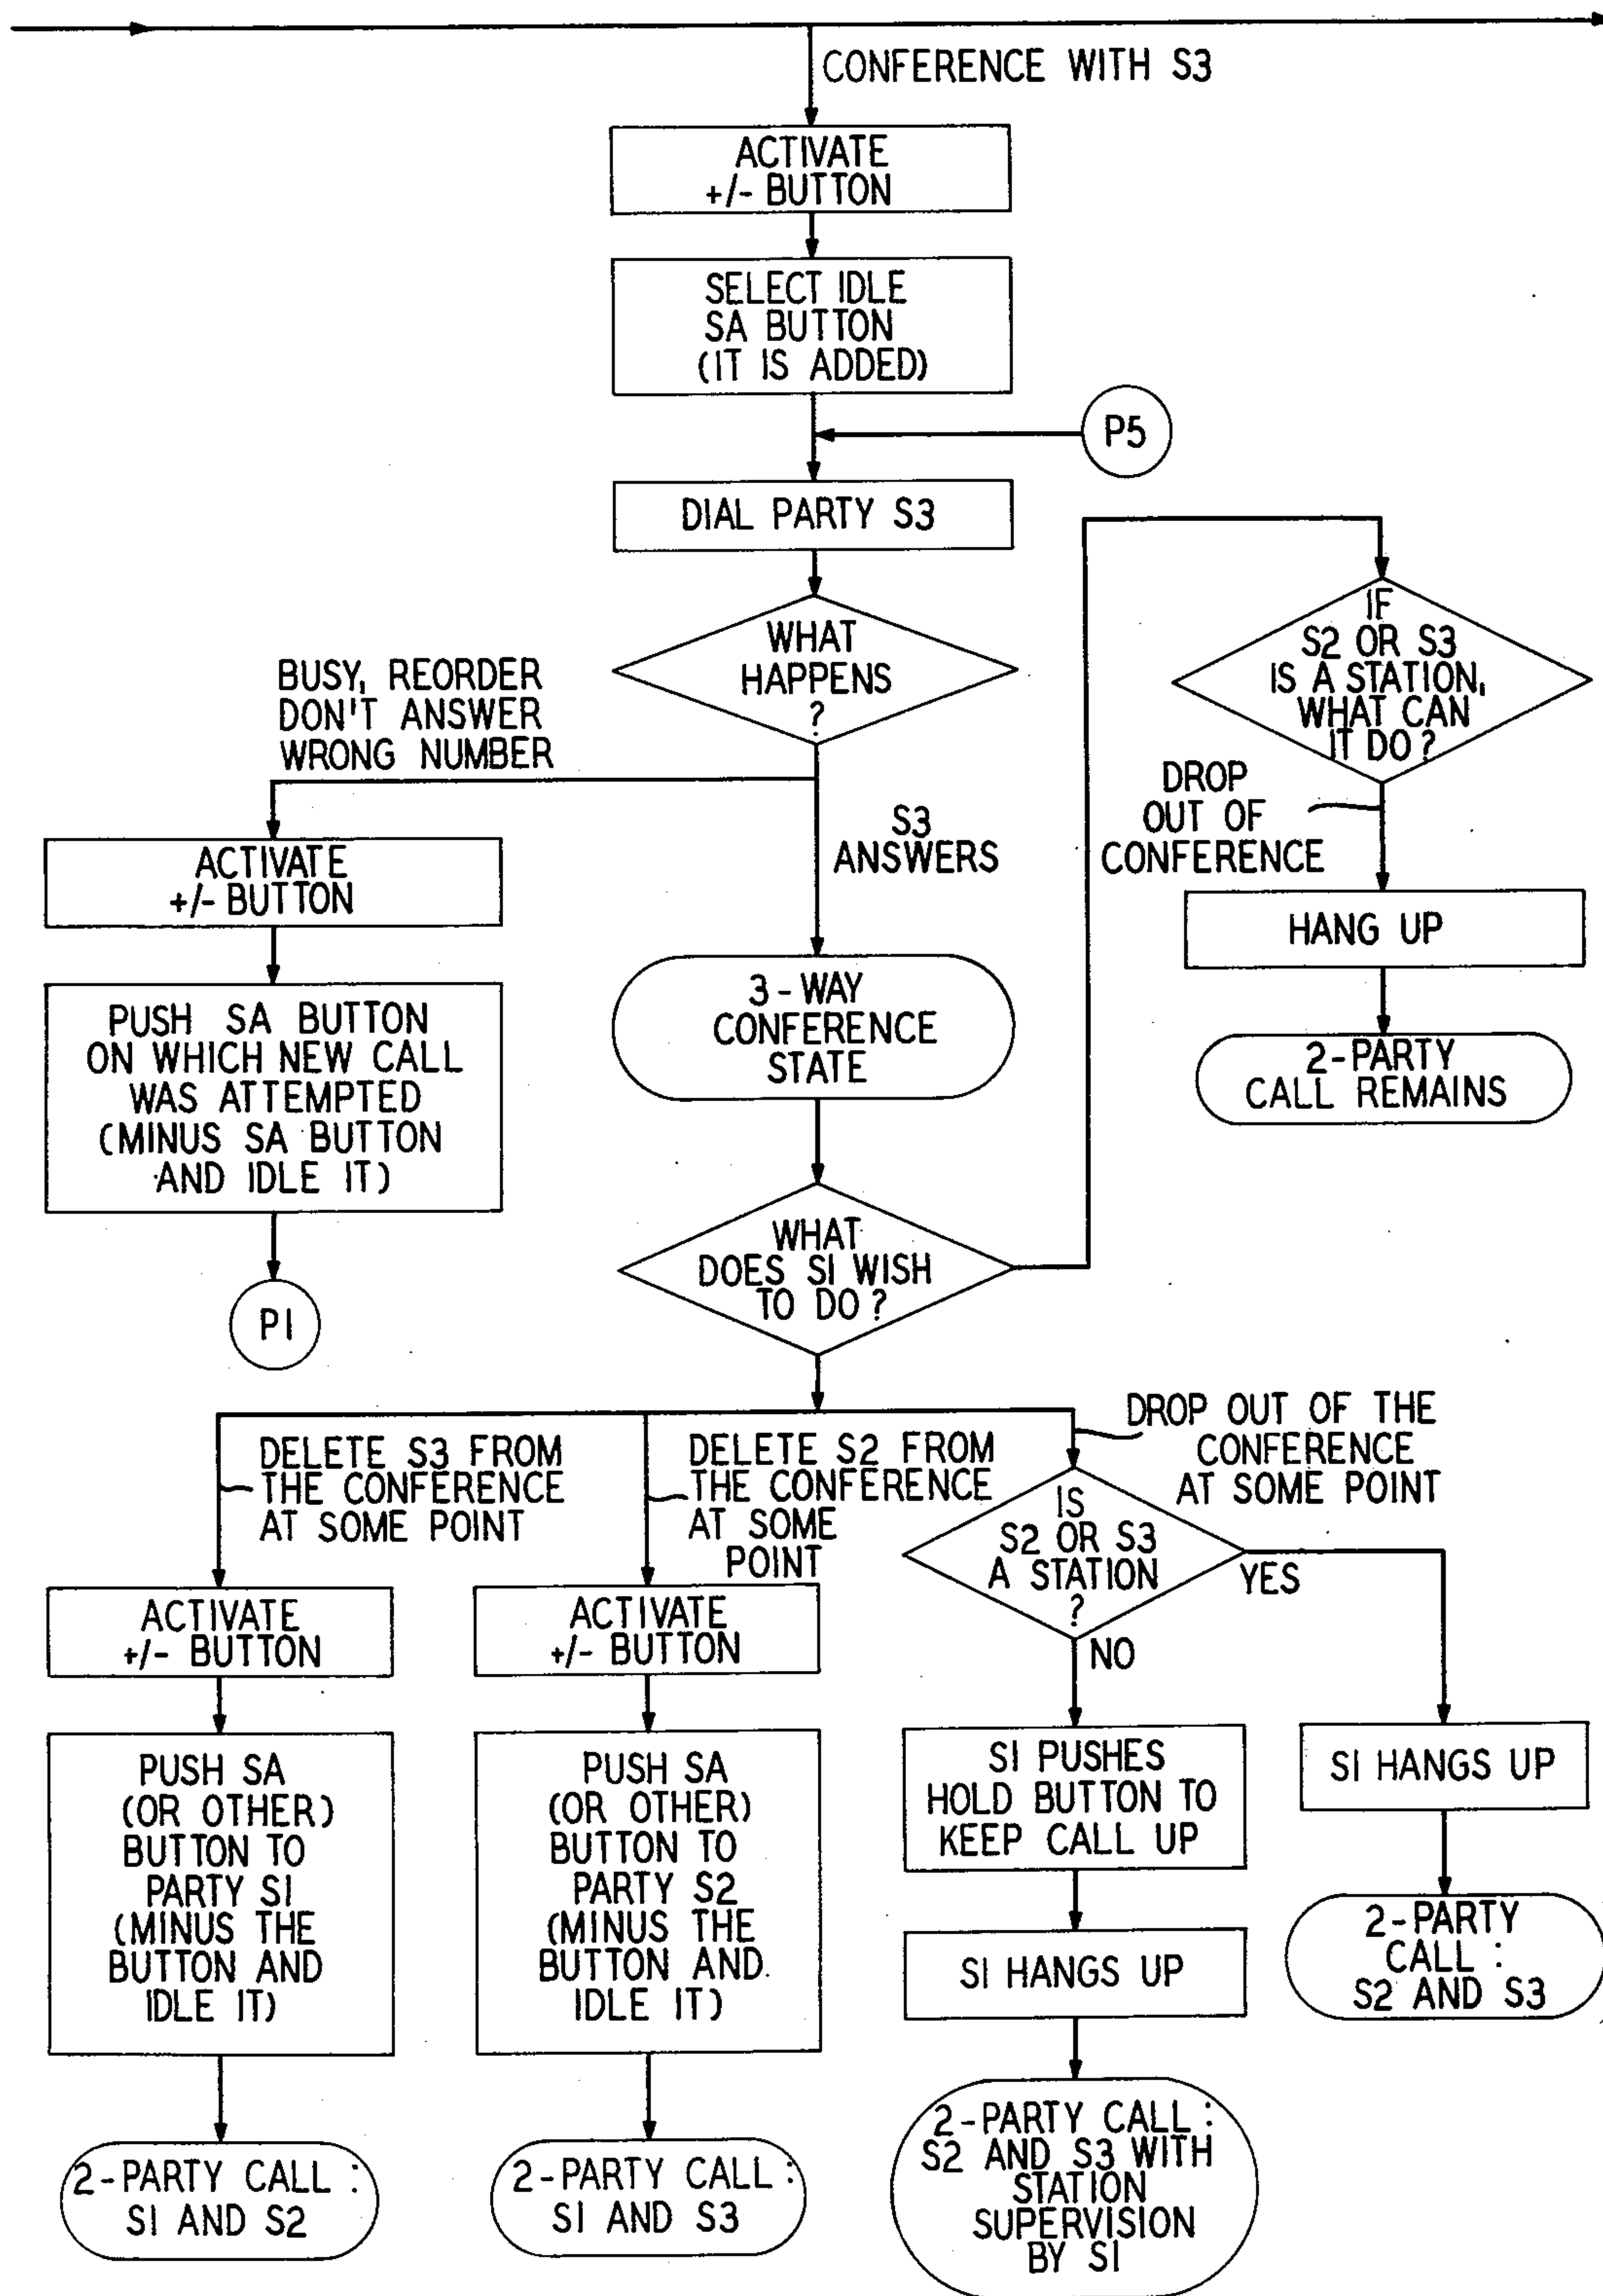 CONFERENCE WITH S3
ACTIVATE
+/- BUTTON
SELECT IDLE
SA BUTTON
(IT IS ADDED)
P5
DIAL PARTY S3
WHAT
HAPPENS
?
BUSY, REORDER
DON'T ANSWER
WRONG NUMBER
S3
ANSWERS
ACTIVATE
+/- BUTTON
PUSH SA BUTTON
ON WHICH NEW CALL
WAS ATTEMPTED
(MINUS SA BUTTON
AND IDLE IT)
P1
3-WAY
CONFERENCE
STATE
WHAT
DOES S1 WISH
TO DO?
IF
S2 OR S3
IS A STATION,
WHAT CAN
IT DO?
DROP
OUT OF
CONFERENCE
HANG UP
2-PARTY
CALL REMAINS
DELETE S3 FROM
THE CONFERENCE
AT SOME POINT
ACTIVATE
+/- BUTTON
PUSH SA
(OR OTHER)
BUTTON TO
PARTY S1
(MINUS THE
BUTTON AND
IDLE IT)
2-PARTY CALL:
S1 AND S2
DELETE S2 FROM
THE CONFERENCE
AT SOME
POINT
ACTIVATE
+/- BUTTON
PUSH SA
(OR OTHER)
BUTTON TO
PARTY S2
(MINUS THE
BUTTON AND
IDLE IT)
2-PARTY CALL:
S1 AND S3
DROP OUT OF THE
CONFERENCE
AT SOME POINT
IS
S2 OR S3
A STATION
?
YES
NO
S1 PUSHES
HOLD BUTTON TO
KEEP CALL UP
S1 HANGS UP
2-PARTY CALL:
S2 AND S3 WITH
STATION
SUPERVISION
BY S1
S1 HANGS UP
2-PARTY
CALL:
S2 AND S3